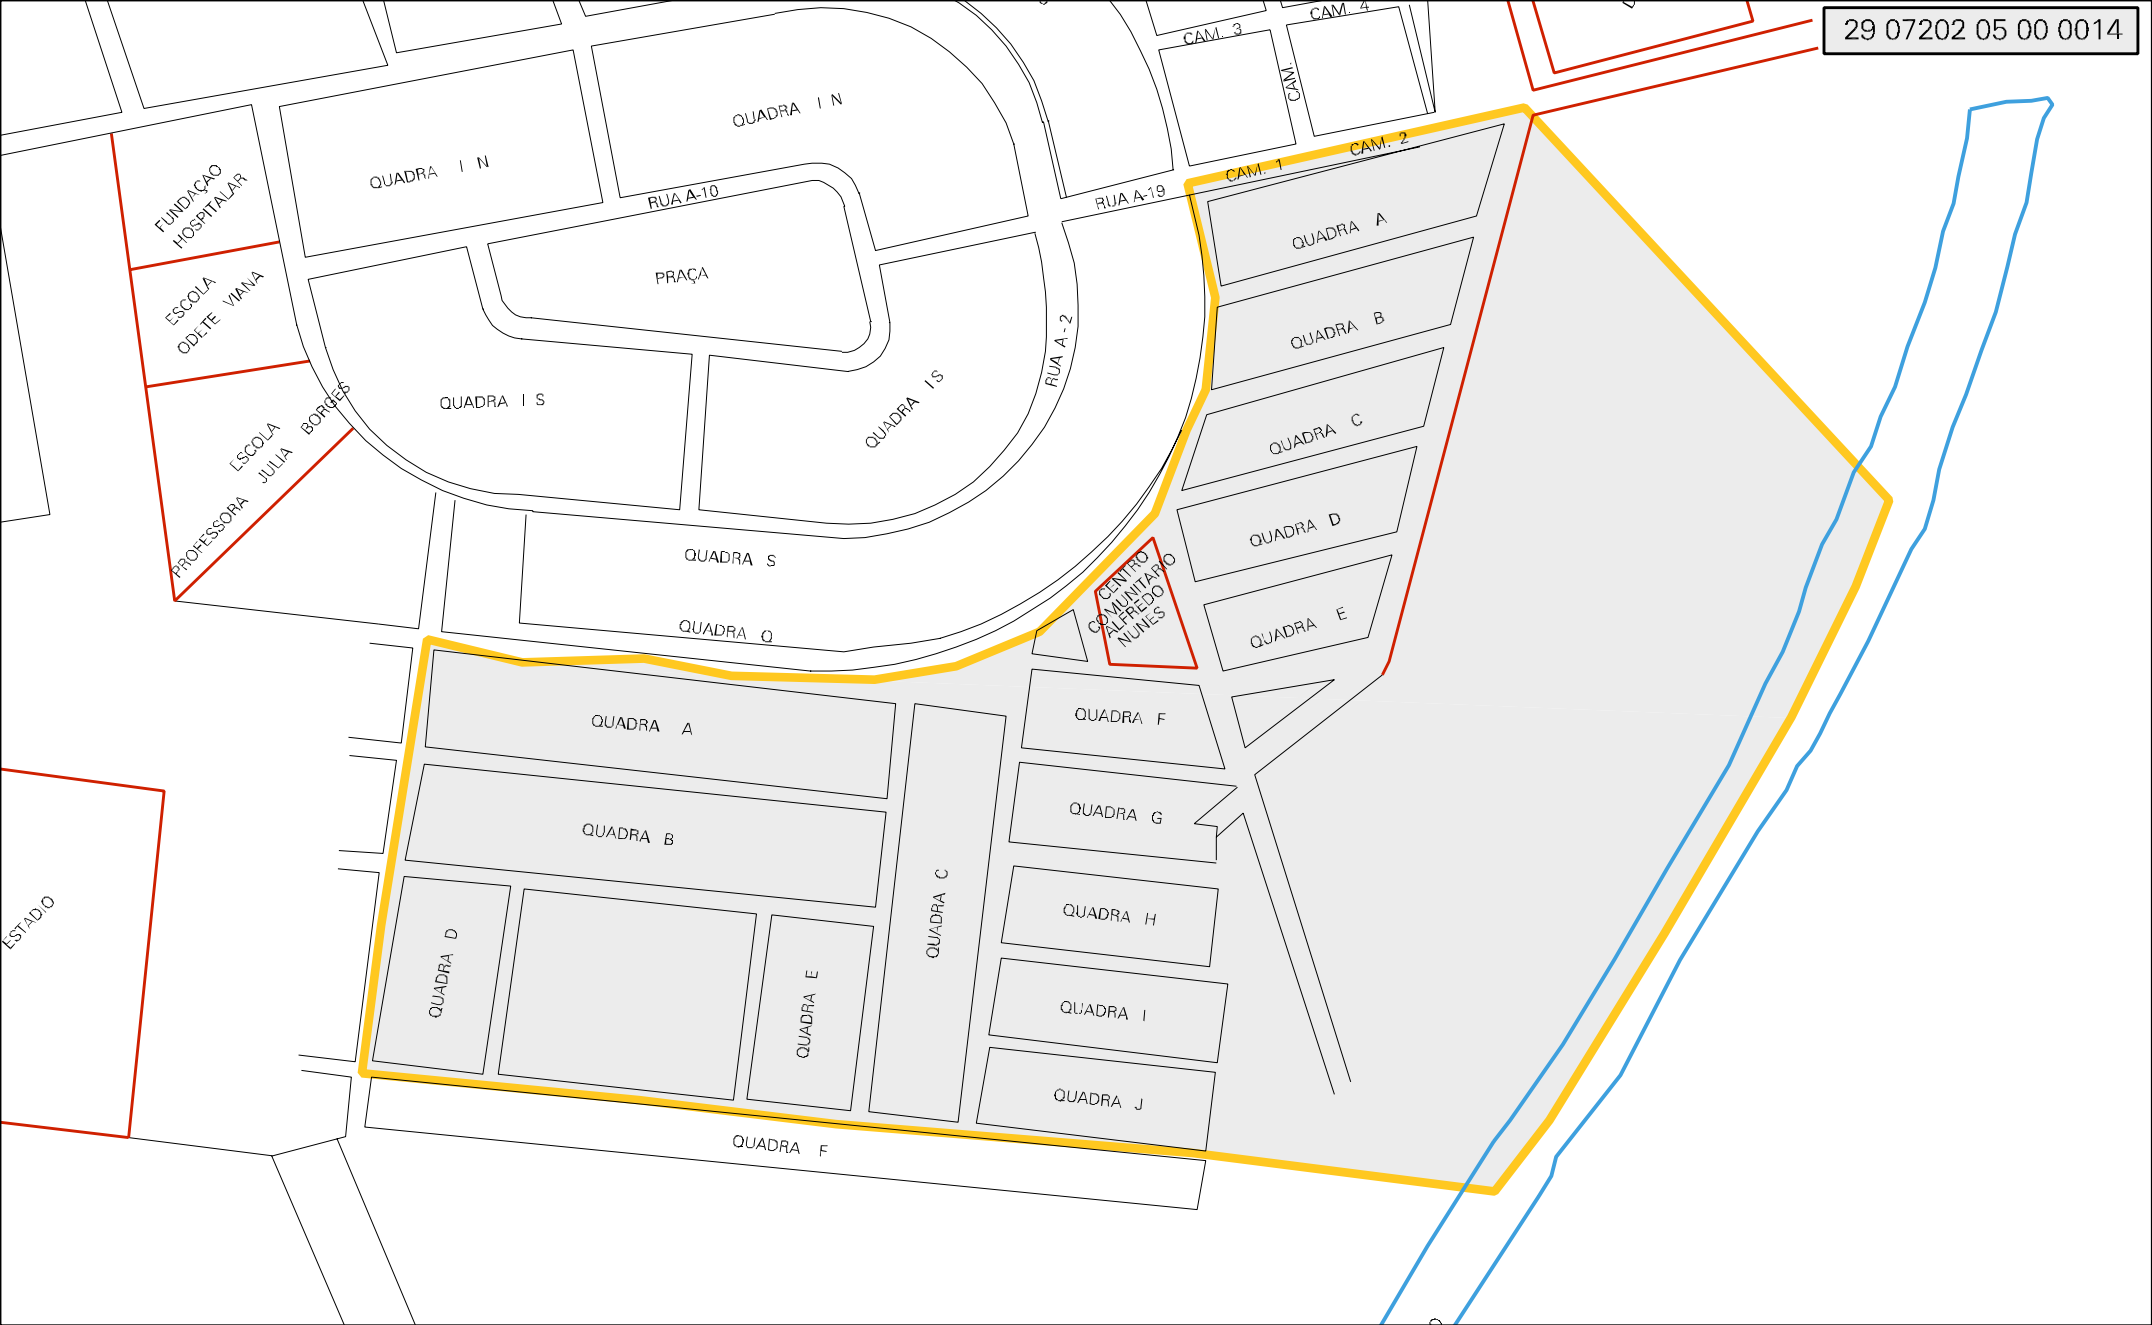 29 07202 05 00 0014
CAM. 4
CAM. 3
CAM.
QUADRA I N
QUADRA I N
CAM. 2
CAM. 1
RUA A-19
RUA A-10
FUNDAÇAO
HOSPITALAR
QUADRA A
PRAÇA
ESCOLA
ODETE VIANA
QUADRA B
RUA A-2
QUADRA I S
QUADRA I S
QUADRA C
ESCOLA
PROFESSORA JULIA BORGES
QUADRA D
QUADRA S
CENTRO
COMUNITARIO
ALFREDO
NUNES
QUADRA E
QUADRA Q
QUADRA A
QUADRA F
QUADRA B
QUADRA G
QUADRA C
QUADRA H
ESTADIO
QUADRA D
QUADRA E
QUADRA I
QUADRA J
QUADRA F